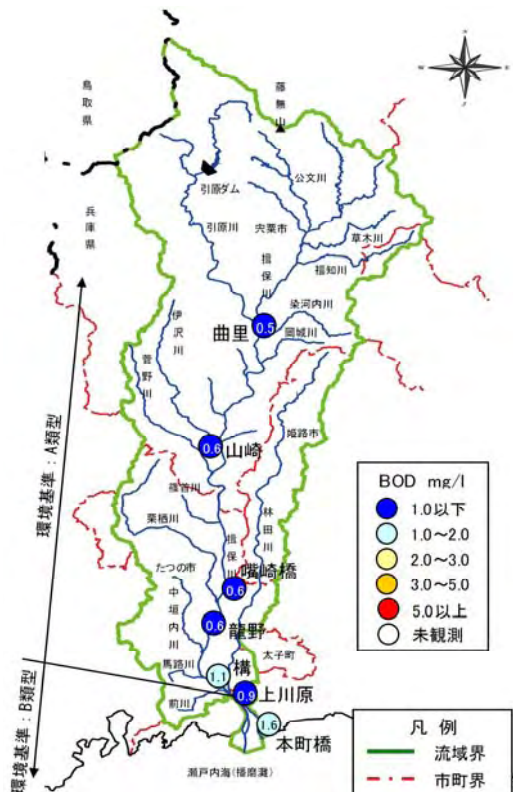 鳥取県
藤無山
公文川
引原ダム
引原川
宍粟市
草木川
兵庫県
揖保川
福知川
染河内川
曲里
0.5
岡城川
伊沢川
菅野川
姫路市
0.6
山崎
環境基準：A類型
篠首川
栗栖川
林田川
揖保川
たつの市
嘴崎橋
0.6
中垣内川
0.6
龍野
太子町
構
馬路川
1.1
上川原
0.9
前川
1.6
本町橋
環境基準：B類型
瀬戸内海(播磨灘)
BOD mg/l
1.0以下
1.0～2.0
2.0～3.0
3.0～5.0
5.0以上
未観測
凡 例
流域界
市町界